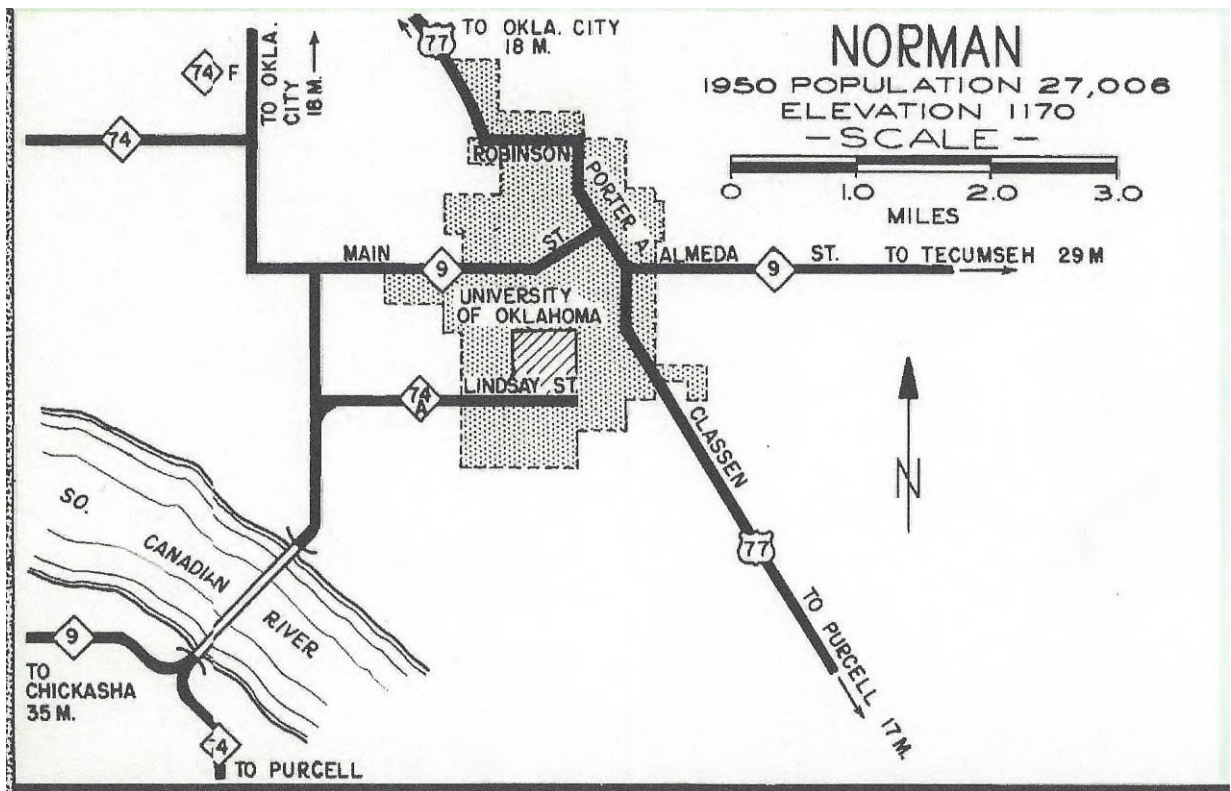 NORMAN
1950 POPULATION 27,006
ELEVATION 1170
- SCALE -
0 1.0 2.0 3.0
MILES
77
TO OKLA. CITY
18 M.
74 F
TO OKLA.
CITY
18 M.
74
ROBINSON
PORTER A.
MAIN
9
ST.
ALMEDA
9
ST.
TO TECUMSEH 29 M
UNIVERSITY
OF OKLAHOMA
74
A
LINDSAY ST.
CLASSEN
N
77
TO PURCELL 17 M.
SO.
CANADIAN
RIVER
9
TO
CHICKASHA
35 M.
74
TO PURCELL